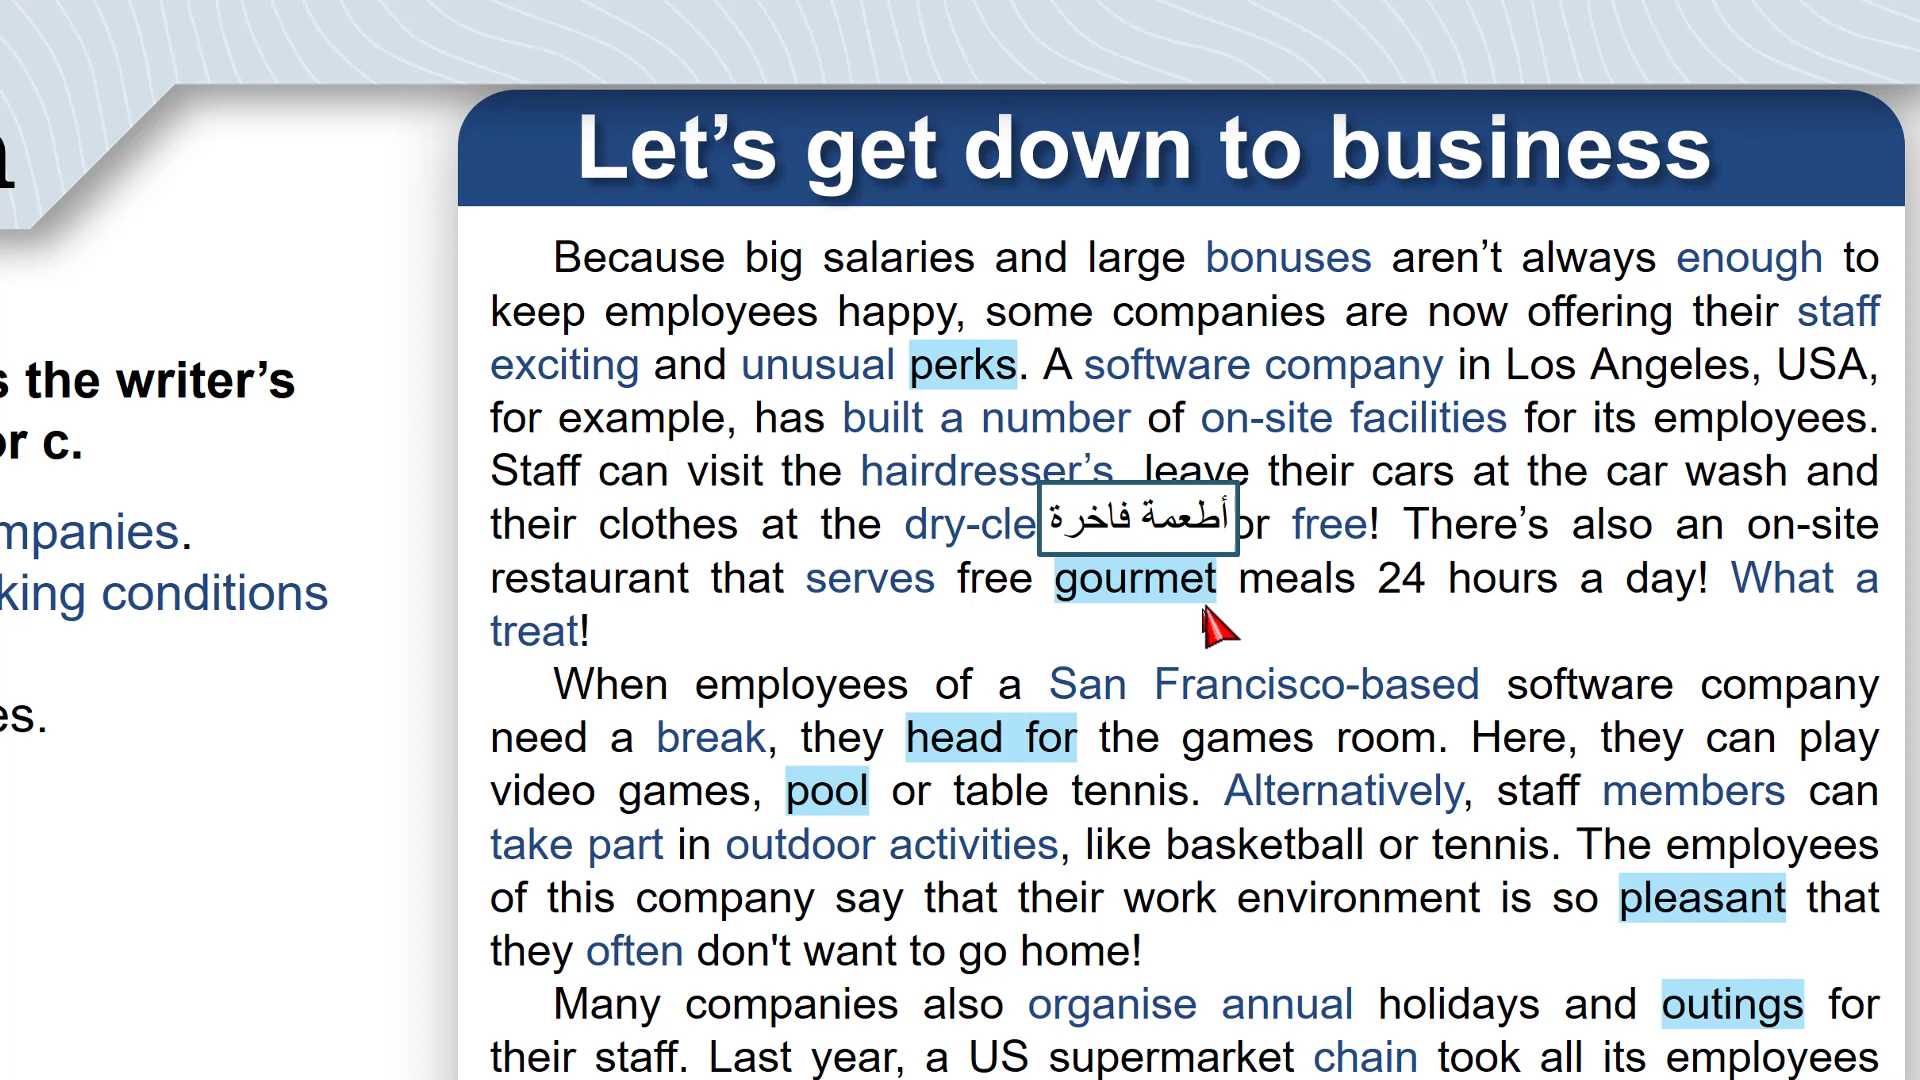 Let’s get down to business
s the writer’s
or c.
mpanies.
king conditions
es.
Because big salaries and large bonuses aren’t always enough to
keep employees happy, some companies are now offering their staff
exciting and unusual perks. A software company in Los Angeles, USA,
for example, has built a number of on-site facilities for its employees.
Staff can visit the hairdresser’s, leave their cars at the car wash and
their clothes at the dry-cle أطعمة فاخرة or free! There’s also an on-site
restaurant that serves free gourmet meals 24 hours a day! What a
treat!
When employees of a San Francisco-based software company
need a break, they head for the games room. Here, they can play
video games, pool or table tennis. Alternatively, staff members can
take part in outdoor activities, like basketball or tennis. The employees
of this company say that their work environment is so pleasant that
they often don't want to go home!
Many companies also organise annual holidays and outings for
their staff. Last year, a US supermarket chain took all its employees